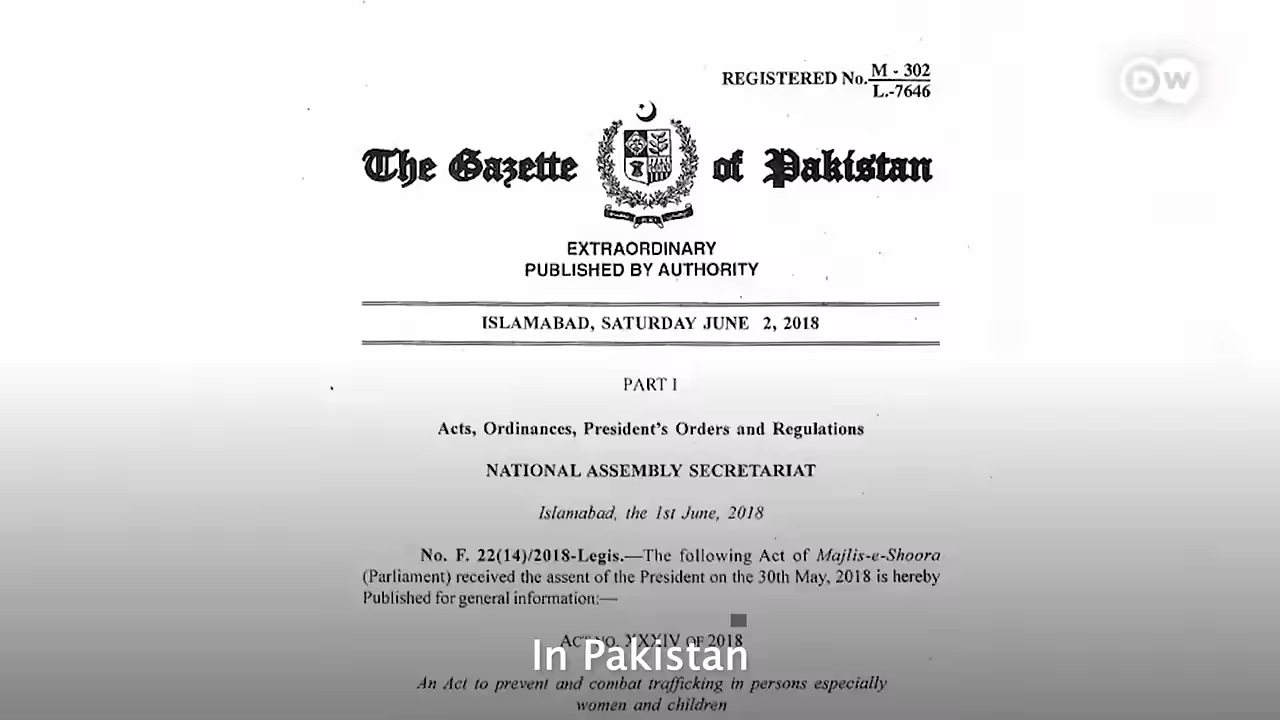 REGISTERED No. M - 302
L.-7646
DW
The Gazette of Pakistan
EXTRAORDINARY
PUBLISHED BY AUTHORITY
ISLAMABAD, SATURDAY JUNE 2, 2018
PART I
Acts, Ordinances, President's Orders and Regulations
NATIONAL ASSEMBLY SECRETARIAT
Islamabad, the 1st June, 2018
No. F. 22(14)/2018-Legis.—The following Act of Majlis-e-Shoora
(Parliament) received the assent of the President on the 30th May, 2018 is hereby
Published for general information:—
ACT NO. XXXIV OF 2018
In Pakistan
An Act to prevent and combat trafficking in persons especially
women and children